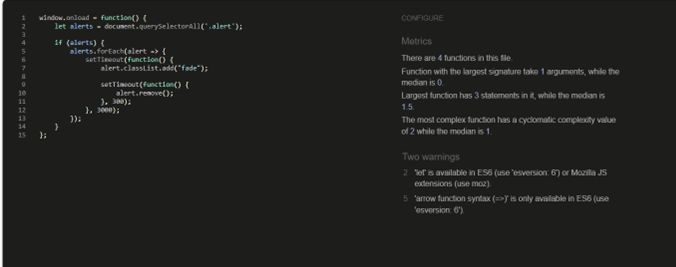 1 window.onload = function() {
2 let alerts = document.querySelectorAll('.alert');
3
4 if (alerts) {
5 alerts.forEach(alert => {
6 setTimeout(function() {
7 alert.classList.add("fade");
8
9 setTimeout(function() {
10 alert.remove();
11 }, 300);
12 }, 3000);
13 });
14 }
15 };
CONFIGURE
Metrics
There are 4 functions in this file.
Function with the largest signature take 1 arguments, while the
median is 0.
Largest function has 3 statements in it, while the median is
1.5.
The most complex function has a cyclomatic complexity value
of 2 while the median is 1.
Two warnings
2 'let' is available in ES6 (use 'esversion: 6') or Mozilla JS
extensions (use moz).
5 'arrow function syntax (=>)' is only available in ES6 (use
'esversion: 6').